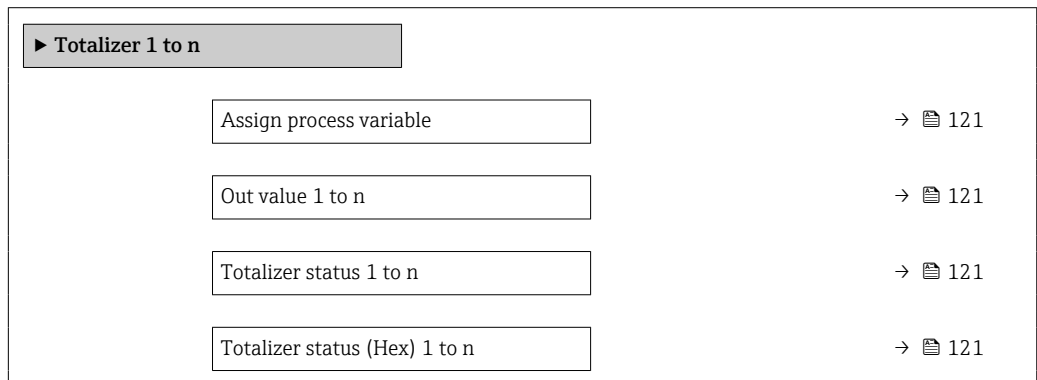 ► Totalizer 1 to n
Assign process variable → 🖺 121
Out value 1 to n → 🖺 121
Totalizer status 1 to n → 🖺 121
Totalizer status (Hex) 1 to n → 🖺 121